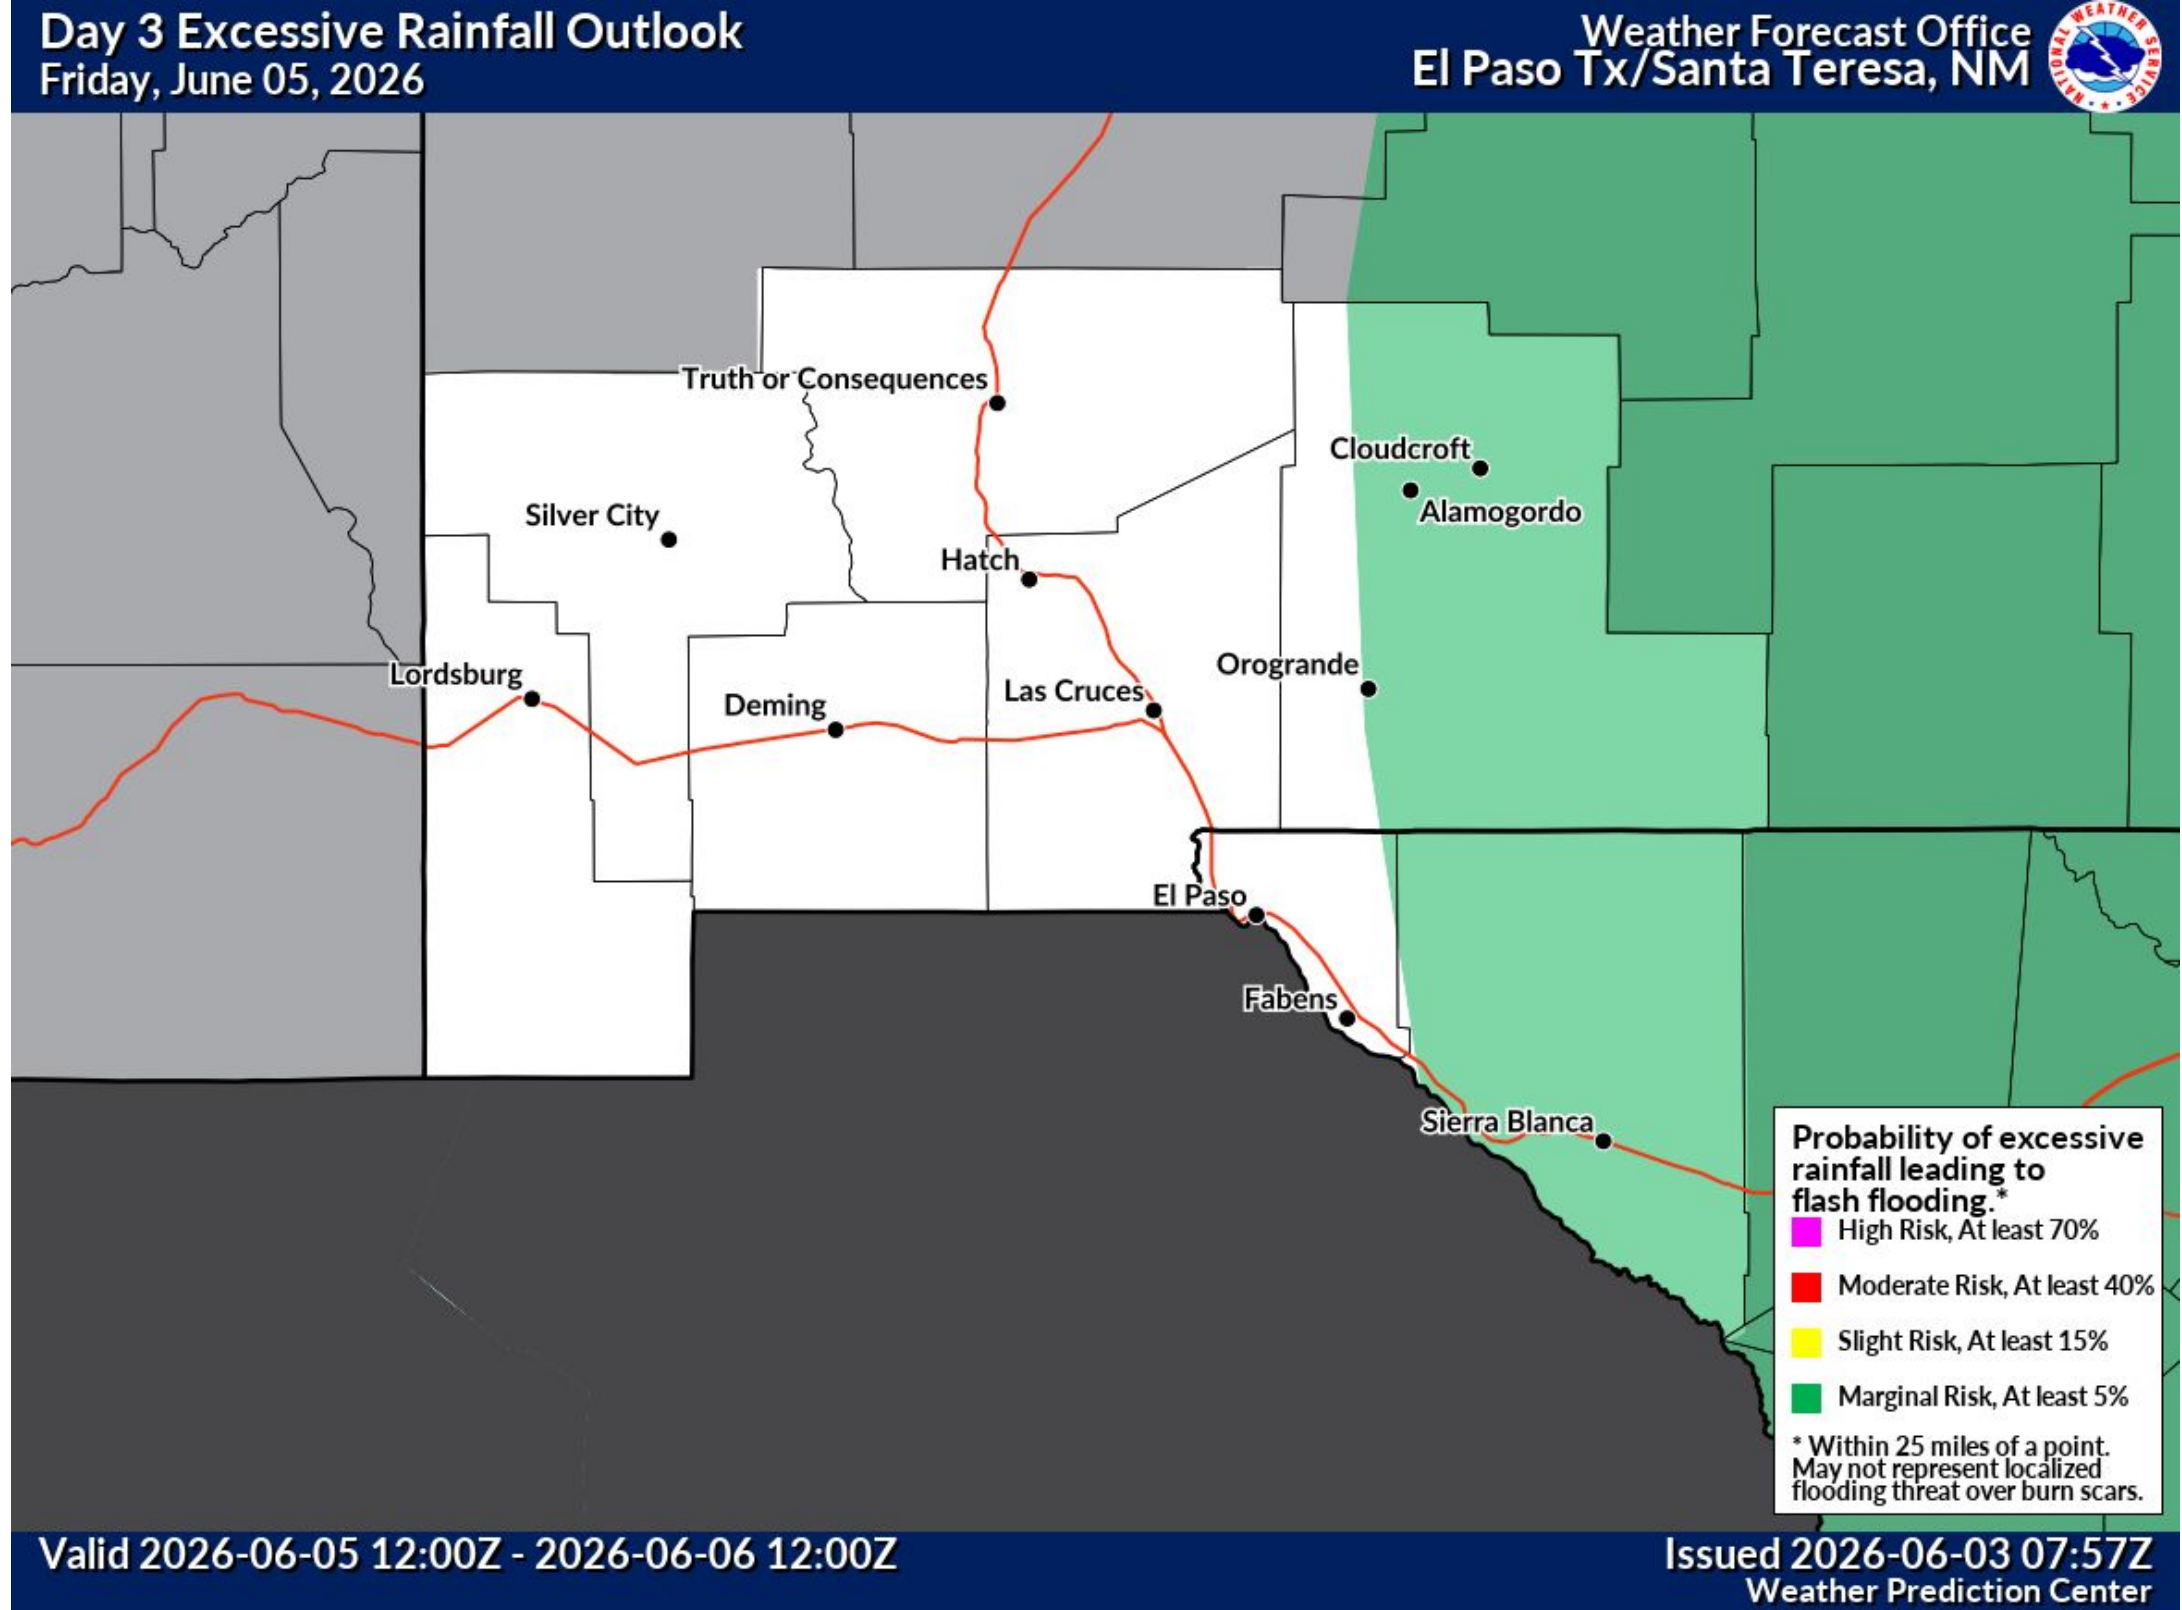 Day 3 Excessive Rainfall Outlook
Friday, June 05, 2026
Weather Forecast Office
El Paso Tx/Santa Teresa, NM
NATIONAL WEATHER SERVICE
Truth or Consequences
Cloudcroft
Alamogordo
Silver City
Hatch
Orogrande
Lordsburg
Deming
Las Cruces
El Paso
Fabens
Sierra Blanca
Probability of excessive
rainfall leading to
flash flooding.*
High Risk, At least 70%
Moderate Risk, At least 40%
Slight Risk, At least 15%
Marginal Risk, At least 5%
* Within 25 miles of a point.
May not represent localized
flooding threat over burn scars.
Valid 2026-06-05 12:00Z - 2026-06-06 12:00Z
Issued 2026-06-03 07:57Z
Weather Prediction Center